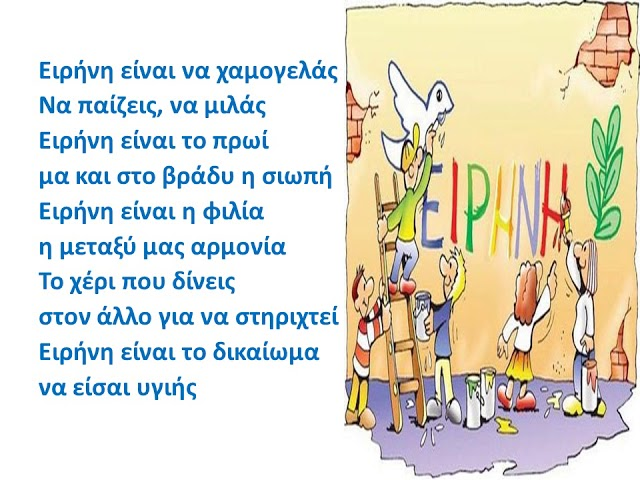 Ειρήνη είναι να χαμογελάς
Να παίζεις, να μιλάς
Ειρήνη είναι το πρωί
μα και στο βράδυ η σιωπή
Ειρήνη είναι η φιλία
η μεταξύ μας αρμονία
Το χέρι που δίνεις
στον άλλο για να στηριχτεί
Ειρήνη είναι το δικαίωμα
να είσαι υγιής
ΕΙΡΗΝΗ